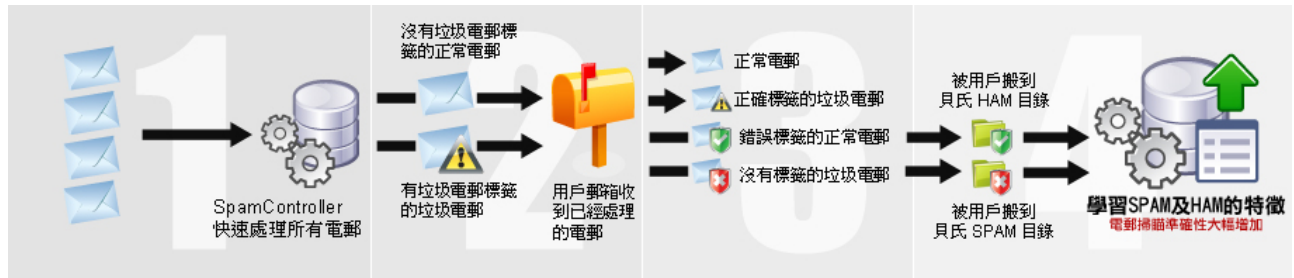 1
SpamController
快速處理所有電郵
2
沒有垃圾電郵標
籤的正常電郵
有垃圾電郵標籤
的垃圾電郵
用戶郵箱收
到已經處理
的電郵
3
正常電郵
正確標籤的垃圾電郵
錯誤標籤的正常電郵
沒有標籤的垃圾電郵
4
被用戶搬到
貝氏 HAM 目錄
被用戶搬到
貝氏 SPAM 目錄
學習SPAM及HAM的特徵
電郵掃瞄準確性大幅增加